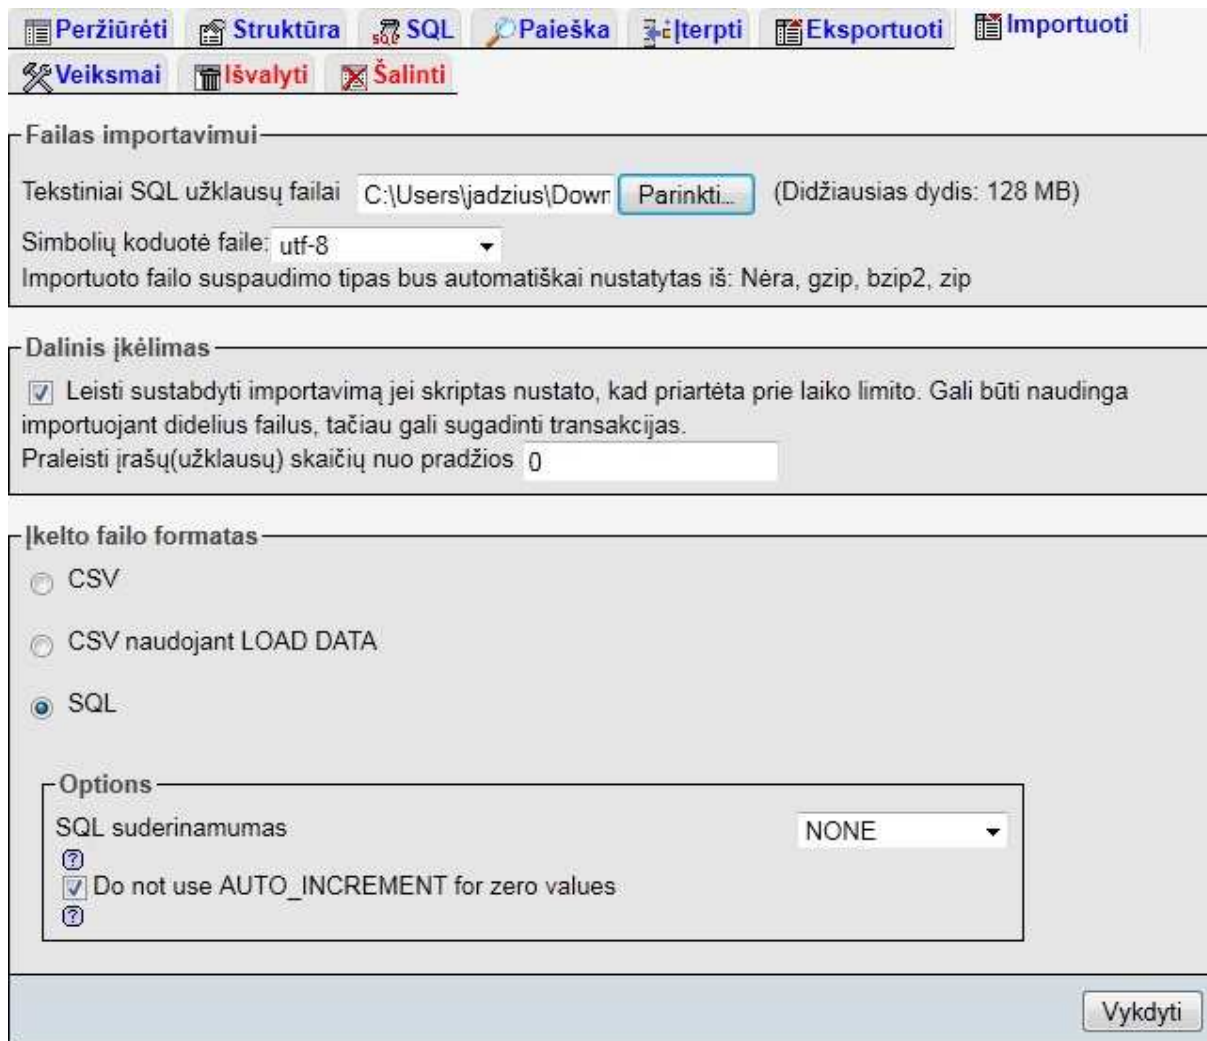 Peržiūrėti Struktūra SQL Paieška Įterpti Eksportuoti Importuoti
Veiksmai Išvalyti Šalinti
Failas importavimui
Tekstiniai SQL užklausų failai C:\Users\jadzius\Down Parinkti... (Didžiausias dydis: 128 MB)
Simbolių koduotė faile: utf-8
Importuoto failo suspaudimo tipas bus automatiškai nustatytas iš: Nėra, gzip, bzip2, zip
Dalinis įkėlimas
Leisti sustabdyti importavimą jei skriptas nustato, kad priartėta prie laiko limito. Gali būti naudinga
importuojant didelius failus, tačiau gali sugadinti transakcijas.
Praleisti įrašų(užklausų) skaičių nuo pradžios 0
Įkelto failo formatas
CSV
CSV naudojant LOAD DATA
SQL
Options
SQL suderinamumas NONE
Do not use AUTO_INCREMENT for zero values
Vykdyti